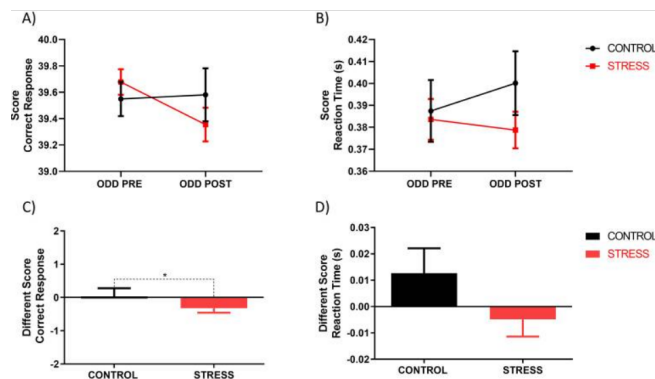 A)
Score
Correct Response
40.0
39.8
39.6
39.4
39.2
39.0
ODD PRE
ODD POST
B)
Score
Reaction Time (s)
0.42
0.41
0.40
0.39
0.38
0.37
0.36
ODD PRE
ODD POST
CONTROL
STRESS
C)
Different Score
Correct Response
2
1
0
-1
-2
*
CONTROL
STRESS
D)
Different Score
Reaction Time (s)
0.03
0.02
0.01
0.00
-0.01
-0.02
CONTROL
STRESS
CONTROL
STRESS